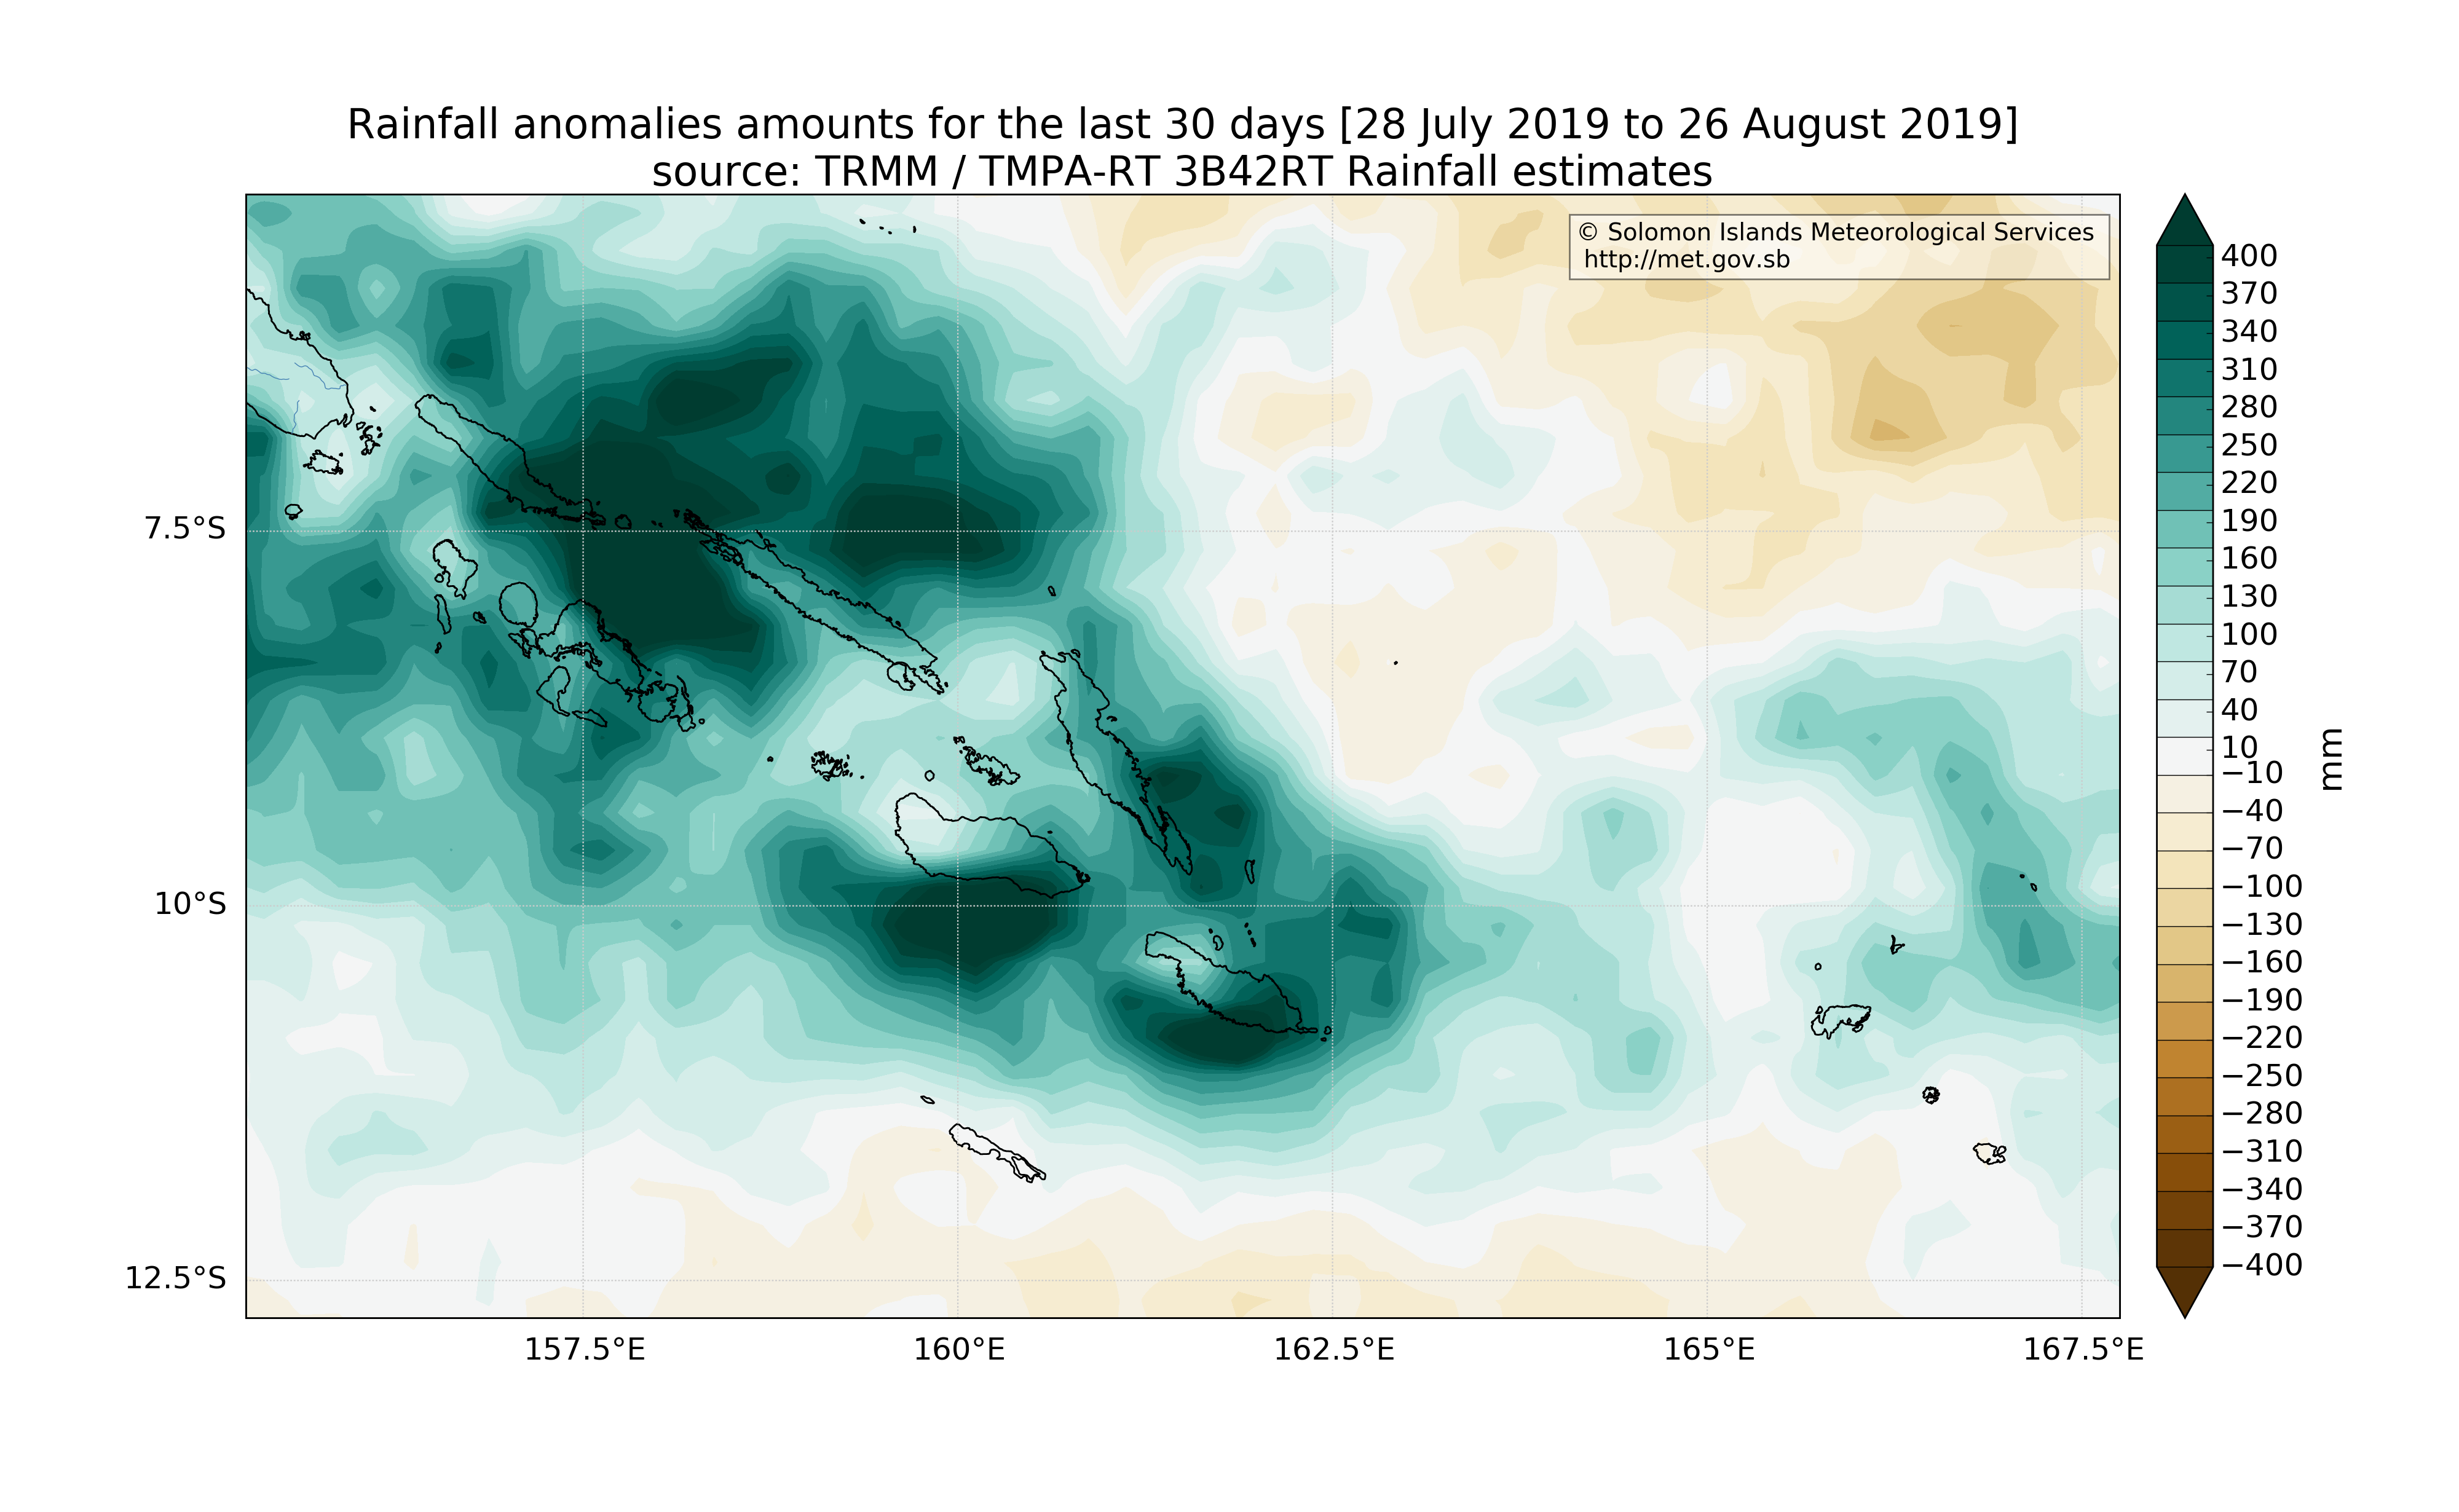 Rainfall anomalies amounts for the last 30 days [28 July 2019 to 26 August 2019]
source: TRMM / TMPA-RT 3B42RT Rainfall estimates
© Solomon Islands Meteorological Services
http://met.gov.sb
7.5°S
10°S
12.5°S
157.5°E
160°E
162.5°E
165°E
167.5°E
400
370
340
310
280
250
220
190
160
130
100
70
40
10
−10
−40
−70
−100
−130
−160
−190
−220
−250
−280
−310
−340
−370
−400
mm